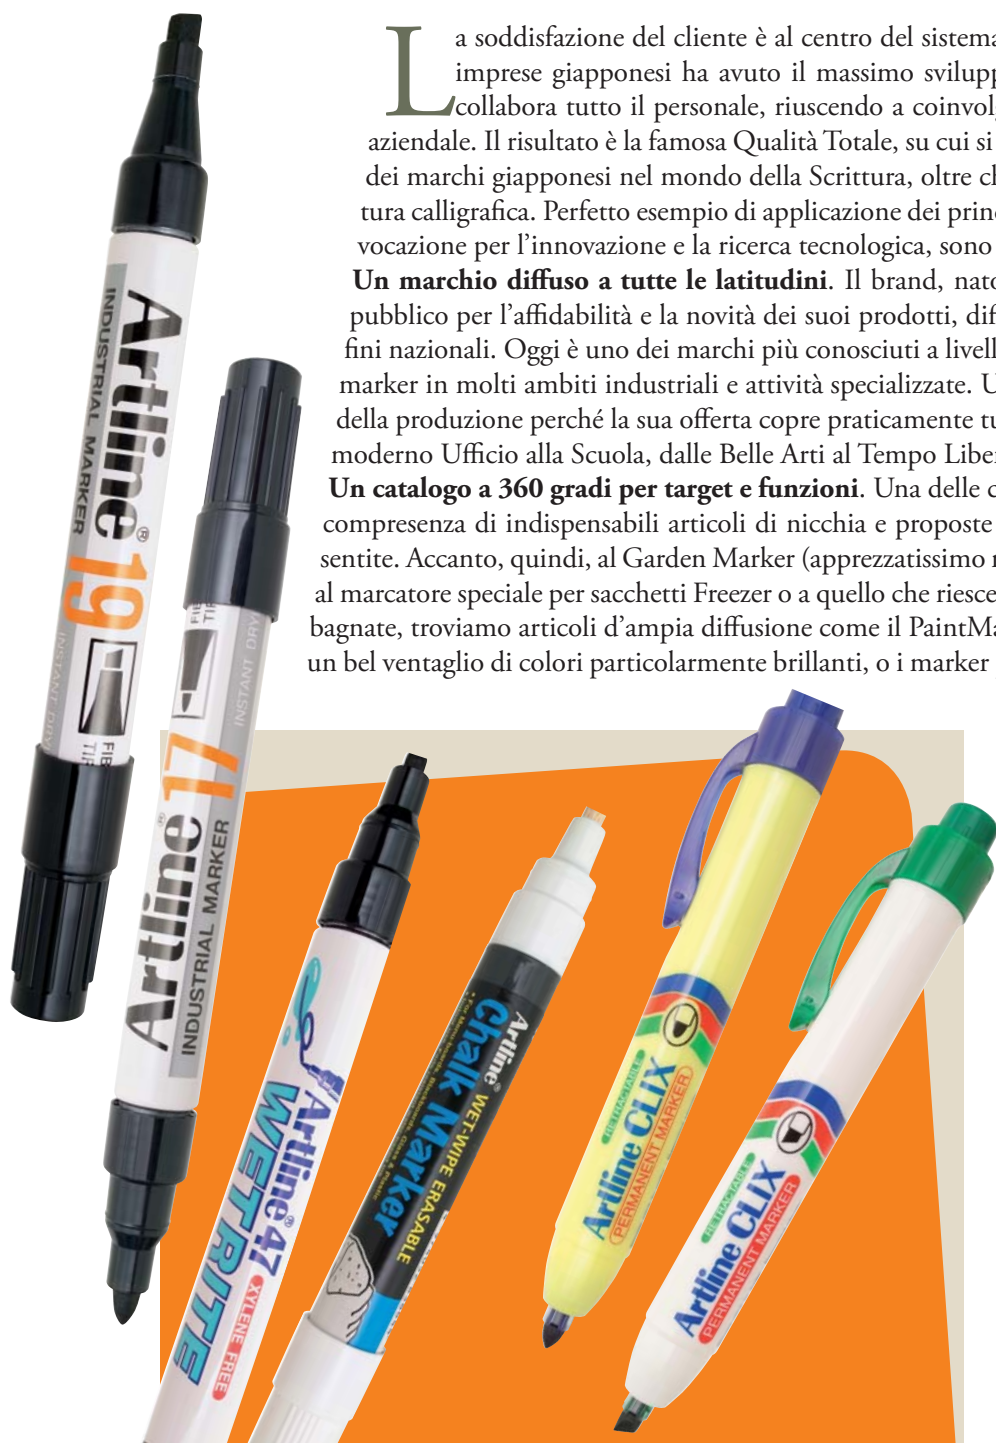 La soddisfazione del cliente è al centro del sistema
imprese giapponesi ha avuto il massimo svilupp
collabora tutto il personale, riuscendo a coinvolg
aziendale. Il risultato è la famosa Qualità Totale, su cui si
dei marchi giapponesi nel mondo della Scrittura, oltre ch
tura calligrafica. Perfetto esempio di applicazione dei princ
vocazione per l’innovazione e la ricerca tecnologica, sono
Un marchio diffuso a tutte le latitudini. Il brand, nato
pubblico per l’affidabilità e la novità dei suoi prodotti, dif
fini nazionali. Oggi è uno dei marchi più conosciuti a livell
marker in molti ambiti industriali e attività specializzate. U
della produzione perché la sua offerta copre praticamente tu
moderno Ufficio alla Scuola, dalle Belle Arti al Tempo Liber
Un catalogo a 360 gradi per target e funzioni. Una delle c
compresenza di indispensabili articoli di nicchia e proposte
sentite. Accanto, quindi, al Garden Marker (apprezzatissimo
al marcatore speciale per sacchetti Freezer o a quello che riesce
bagnate, troviamo articoli d’ampia diffusione come il PaintMa
un bel ventaglio di colori particolarmente brillanti, o i marker
Artline® 19
INDUSTRIAL MARKER
INSTANT DRY
FIB
TIP
Artline® 17
INDUSTRIAL MARKER
INSTANT DRY
FIB
TIP
Artline® 47
WETRITE
XYLENE FREE
Artline®
Chalk Marker
WET-WIPE ERASABLE
RETRACTABLE
Artline CLIX
PERMANENT MARKER
RETRACTABLE
Artline CLIX
PERMANENT MARKER